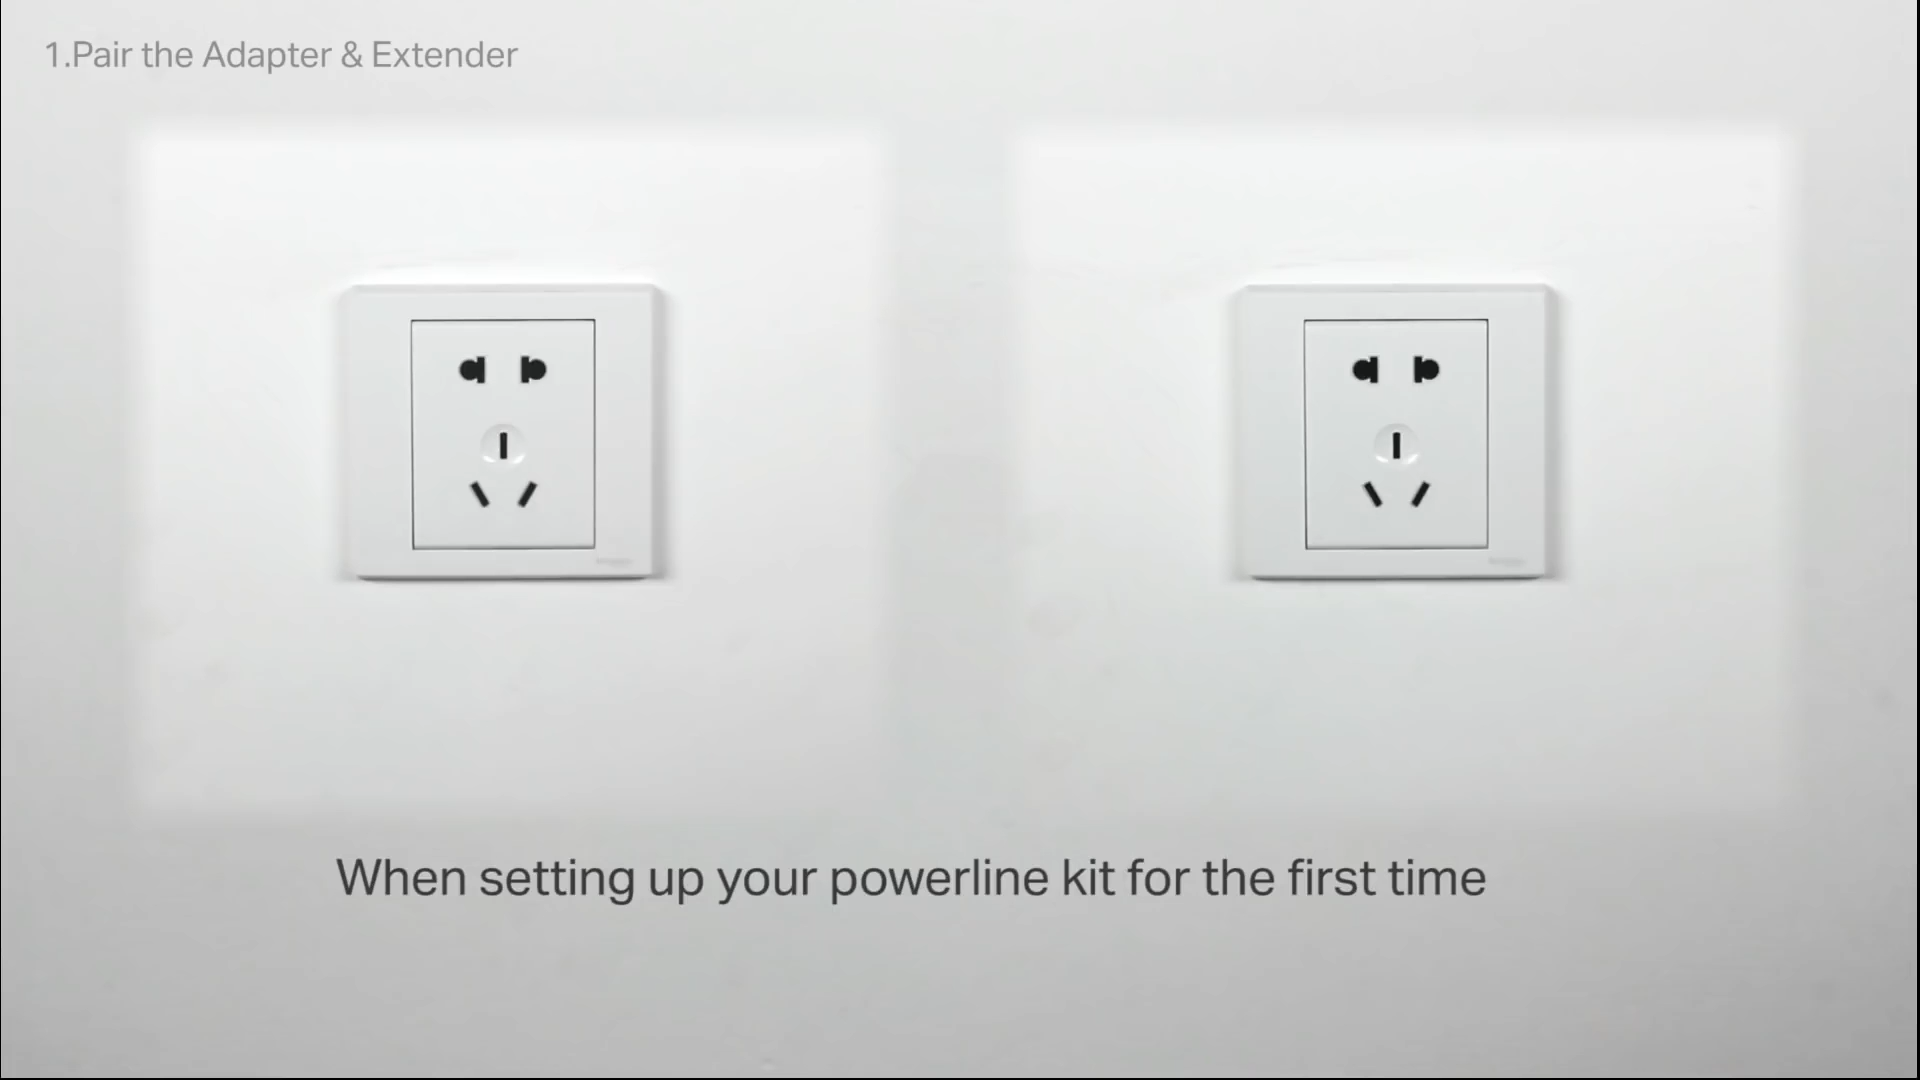 1.Pair the Adapter & Extender
When setting up your powerline kit for the first time